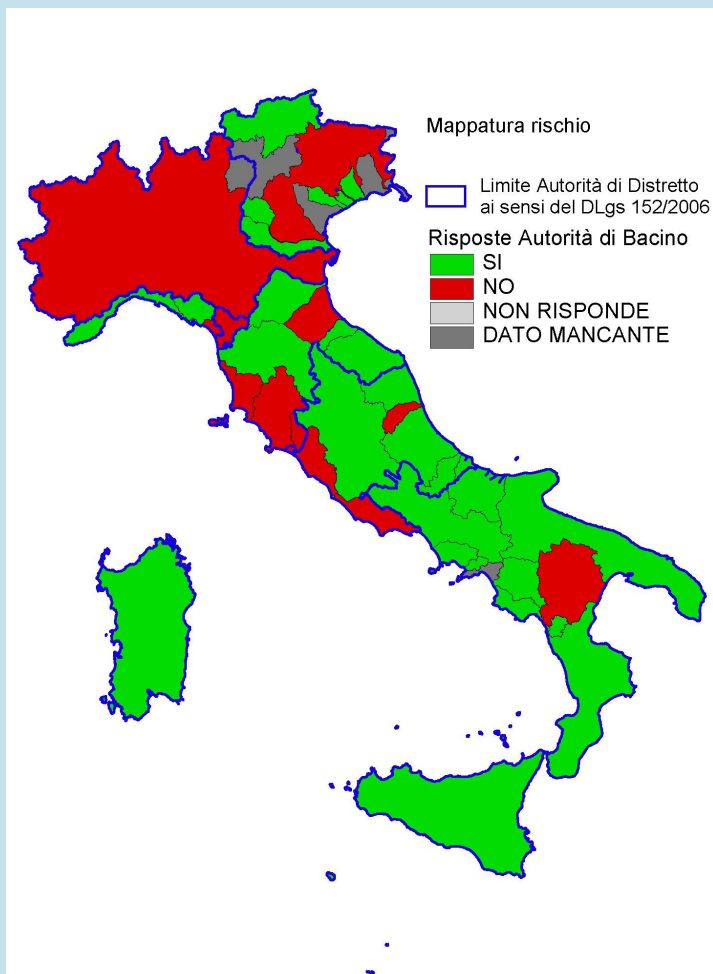 Mappatura rischio
Limite Autorità di Distretto
ai sensi del DLgs 152/2006
Risposte Autorità di Bacino
SI
NO
NON RISPONDE
DATO MANCANTE